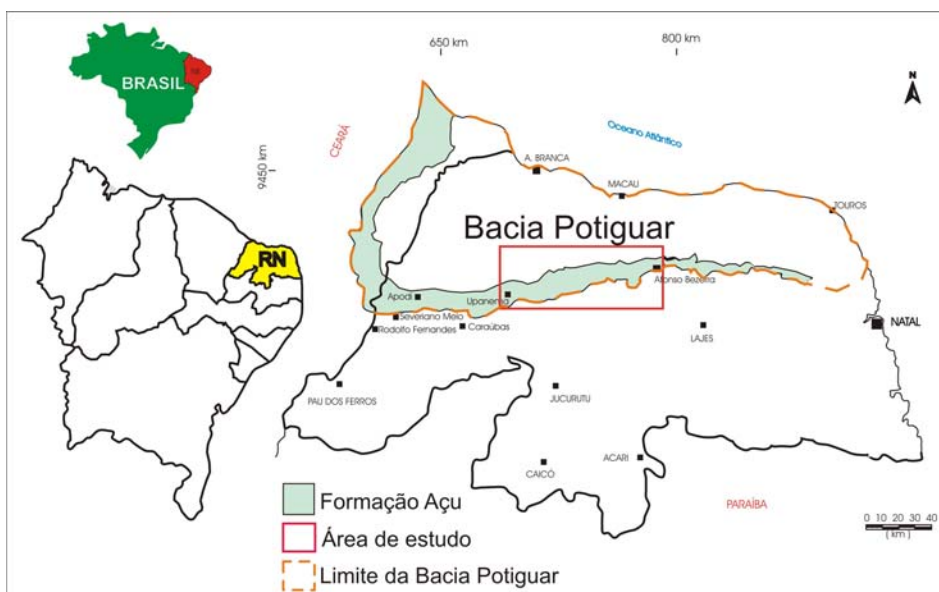 650 km
800 km
BRASIL
N
CEARÁ
Oceano Atlântico
9450 km
A. BRANCA
MACAU
TOUROS
Bacia Potiguar
RN
Afonso Bezerra
Apodi
Upanema
Severiano Melo
Rodolfo Fernandes
Caraúbas
LAJES
NATAL
PAU DOS FERROS
JUCURUTU
CAICÓ
ACARI
PARAÍBA
Formação Açu
Área de estudo
Limite da Bacia Potiguar
0 10 20 30 40
( km )